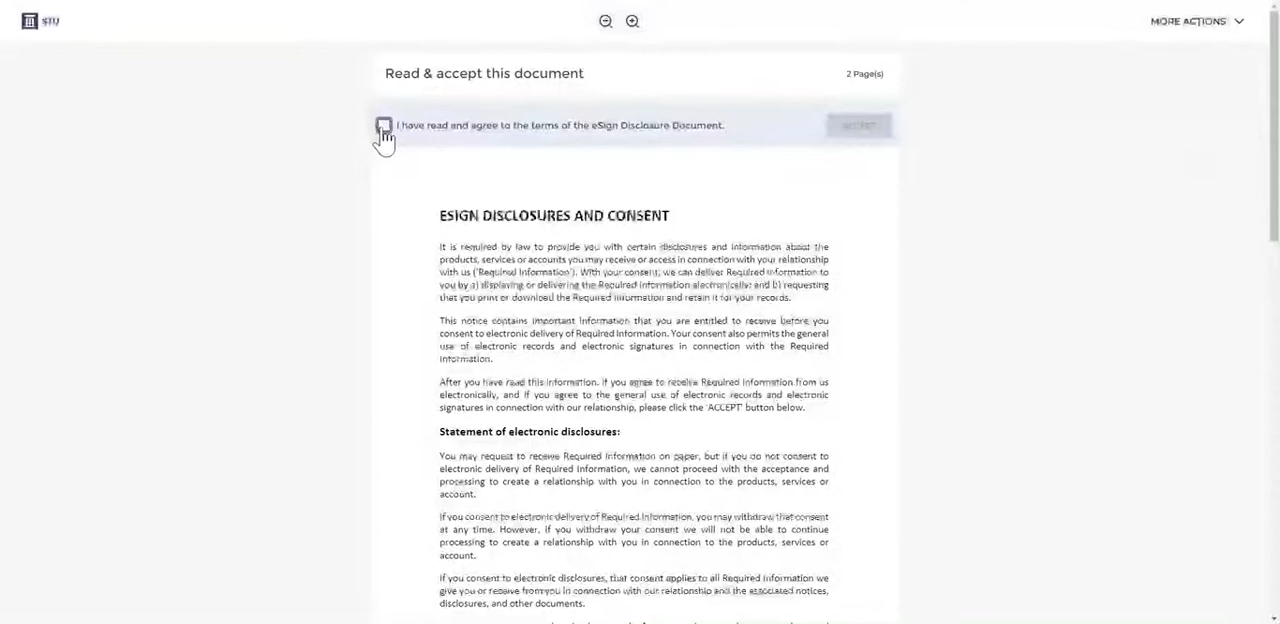 STU
MORE ACTIONS
Read & accept this document
2 Page(s)
I have read and agree to the terms of the eSign Disclosure Document.
ACCEPT
ESIGN DISCLOSURES AND CONSENT
It is required by law to provide you with certain disclosures and information about the
products, services or accounts you may receive or access in connection with your relationship
with us ('Required Information'). With your consent, we can deliver Required Information to
you by a) displaying or delivering the Required Information electronically; and b) requesting
that you print or download the Required Information and retain it for your records.
This notice contains important information that you are entitled to receive before you
consent to electronic delivery of Required Information. Your consent also permits the general
use of electronic records and electronic signatures in connection with the Required
Information.
After you have read this information, if you agree to receive Required Information from us
electronically, and if you agree to the general use of electronic records and electronic
signatures in connection with our relationship, please click the 'ACCEPT' button below.
Statement of electronic disclosures:
You may request to receive Required Information on paper, but if you do not consent to
electronic delivery of Required Information, we cannot proceed with the acceptance and
processing to create a relationship with you in connection to the products, services or
account.
If you consent to electronic delivery of Required Information, you may withdraw that consent
at any time. However, if you withdraw your consent we will not be able to continue
processing to create a relationship with you in connection to the products, services or
account.
If you consent to electronic disclosures, that consent applies to all Required Information we
give you or receive from you in connection with our relationship and the associated notices,
disclosures, and other documents.